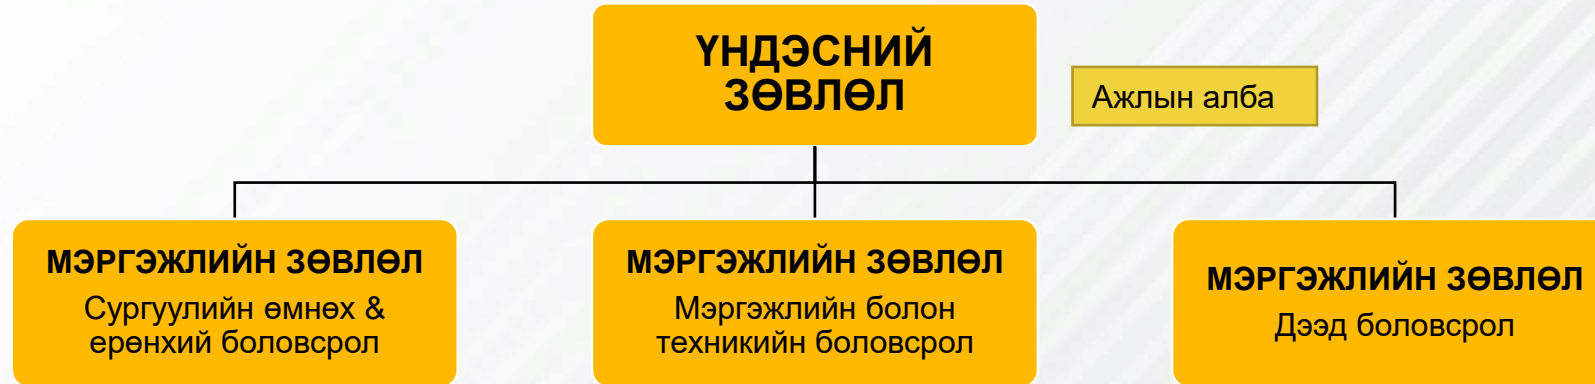 ҮНДЭСНИЙ
ЗӨВЛӨЛ
Ажлын алба
МЭРГЭЖЛИЙН ЗӨВЛӨЛ
Сургуулийн өмнөх &
ерөнхий боловсрол
МЭРГЭЖЛИЙН ЗӨВЛӨЛ
Мэргэжлийн болон
техникийн боловсрол
МЭРГЭЖЛИЙН ЗӨВЛӨЛ
Дээд боловсрол